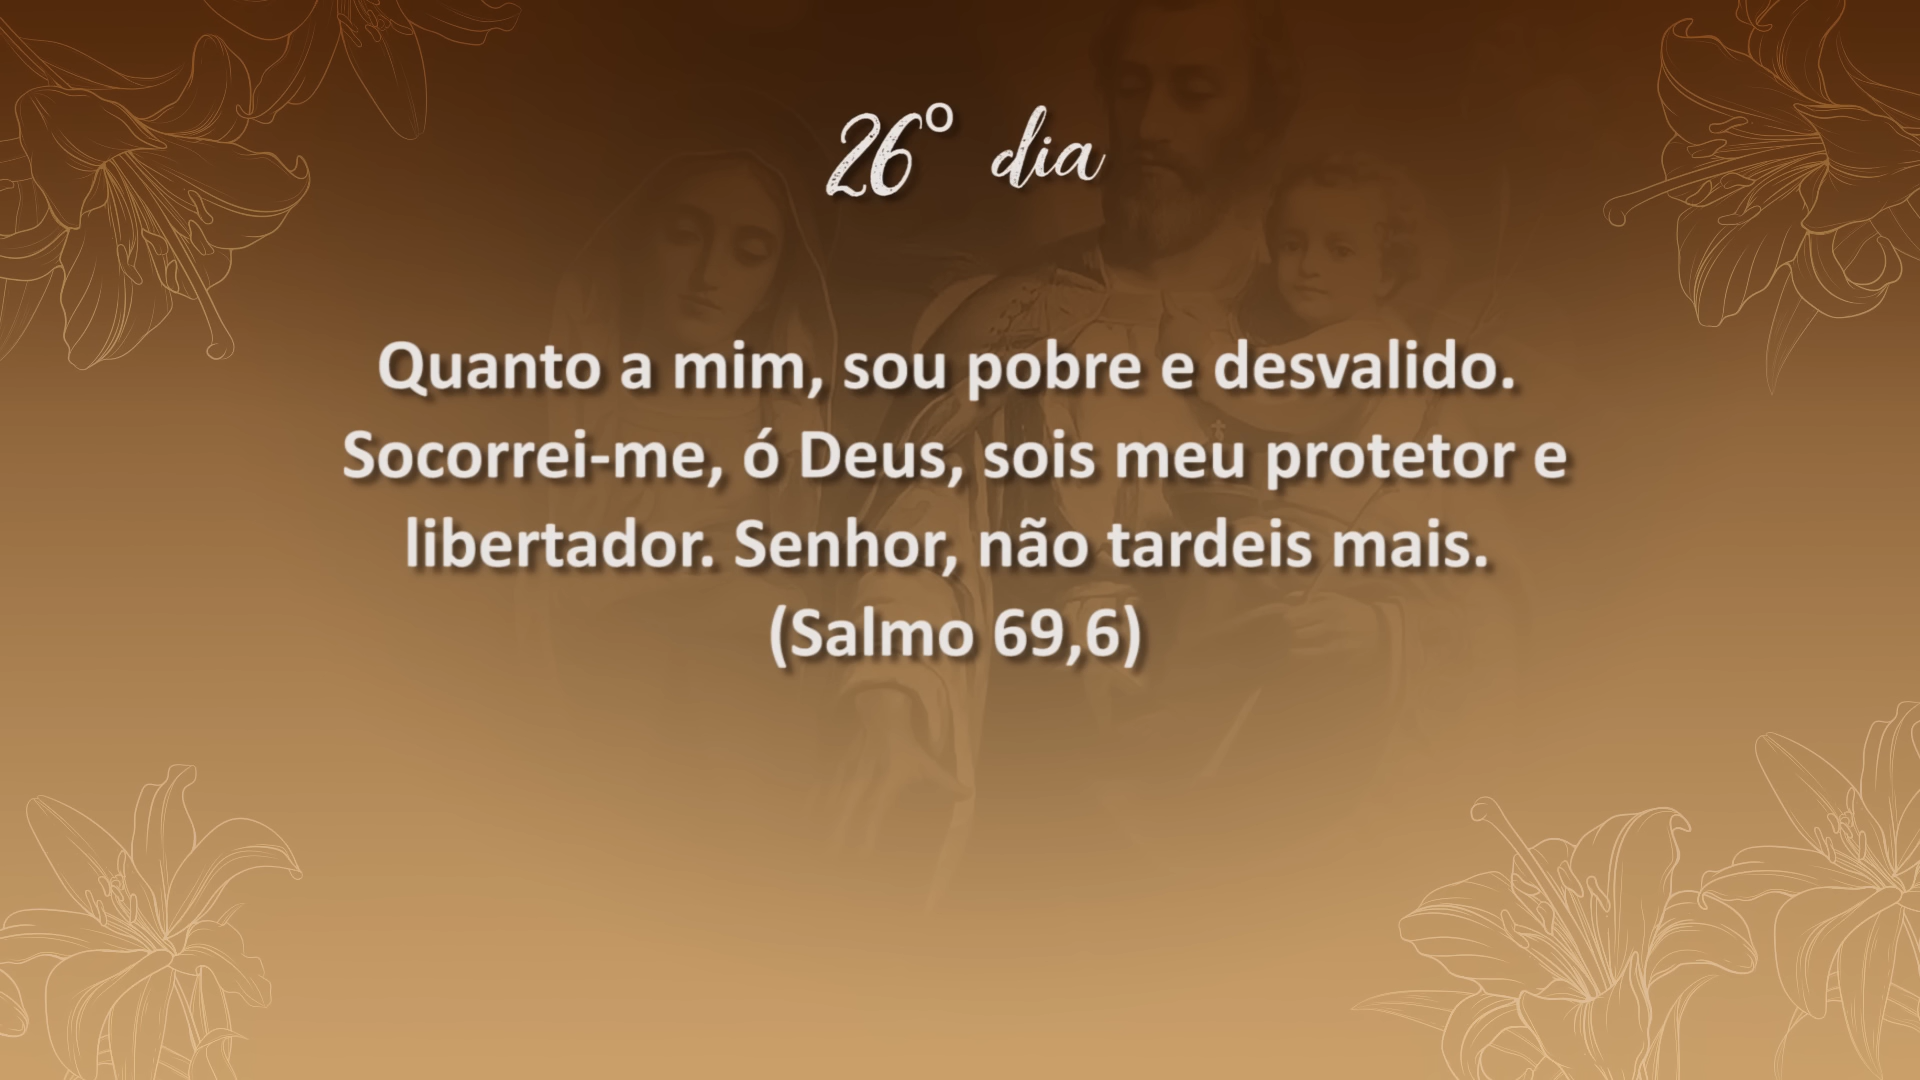 26º dia
Quanto a mim, sou pobre e desvalido.
Socorrei-me, ó Deus, sois meu protetor e
libertador. Senhor, não tardeis mais.
(Salmo 69,6)